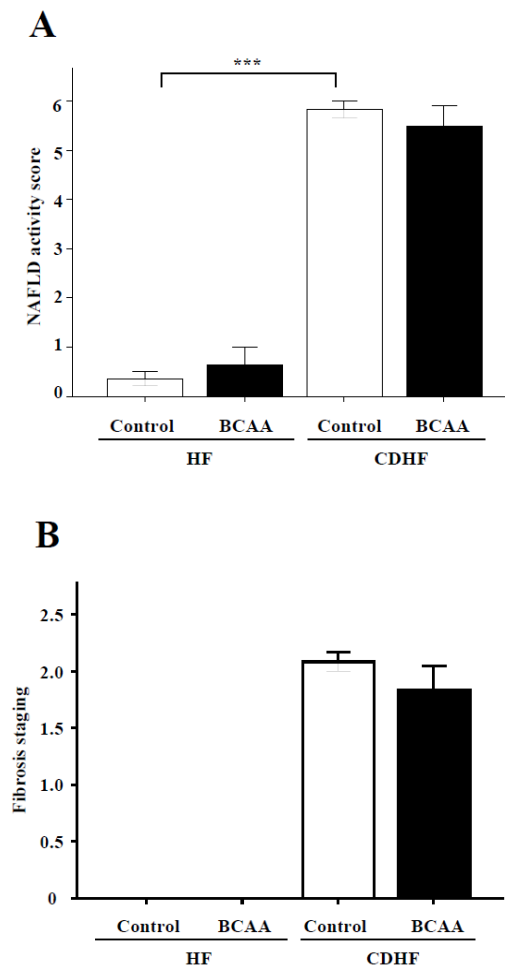 A
***
NAFLD activity score
6
5
4
3
2
1
0
Control BCAA Control BCAA
HF CDHF
B
Fibrosis staging
2.5
2.0
1.5
1.0
0.5
0
Control BCAA Control BCAA
HF CDHF